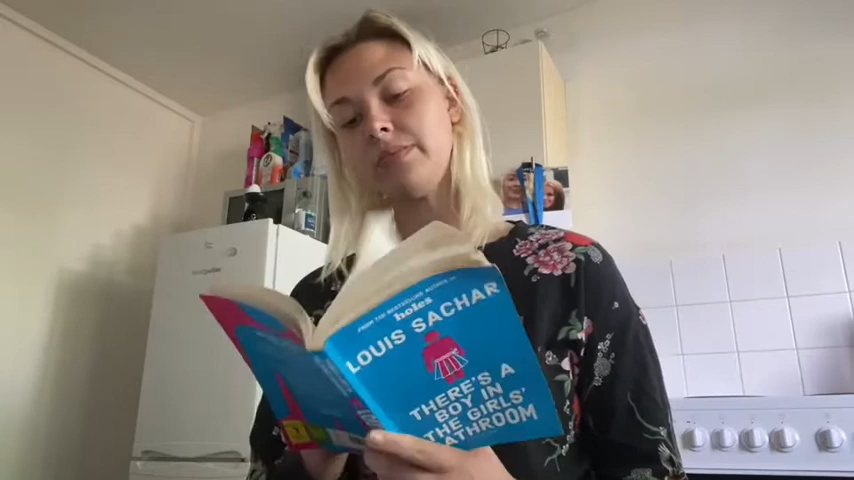 FROM THE BESTSELLING AUTHOR OF
holes
LOUIS SACHAR
THERE'S A
BOY IN
THE GIRLS'
BATHROOM